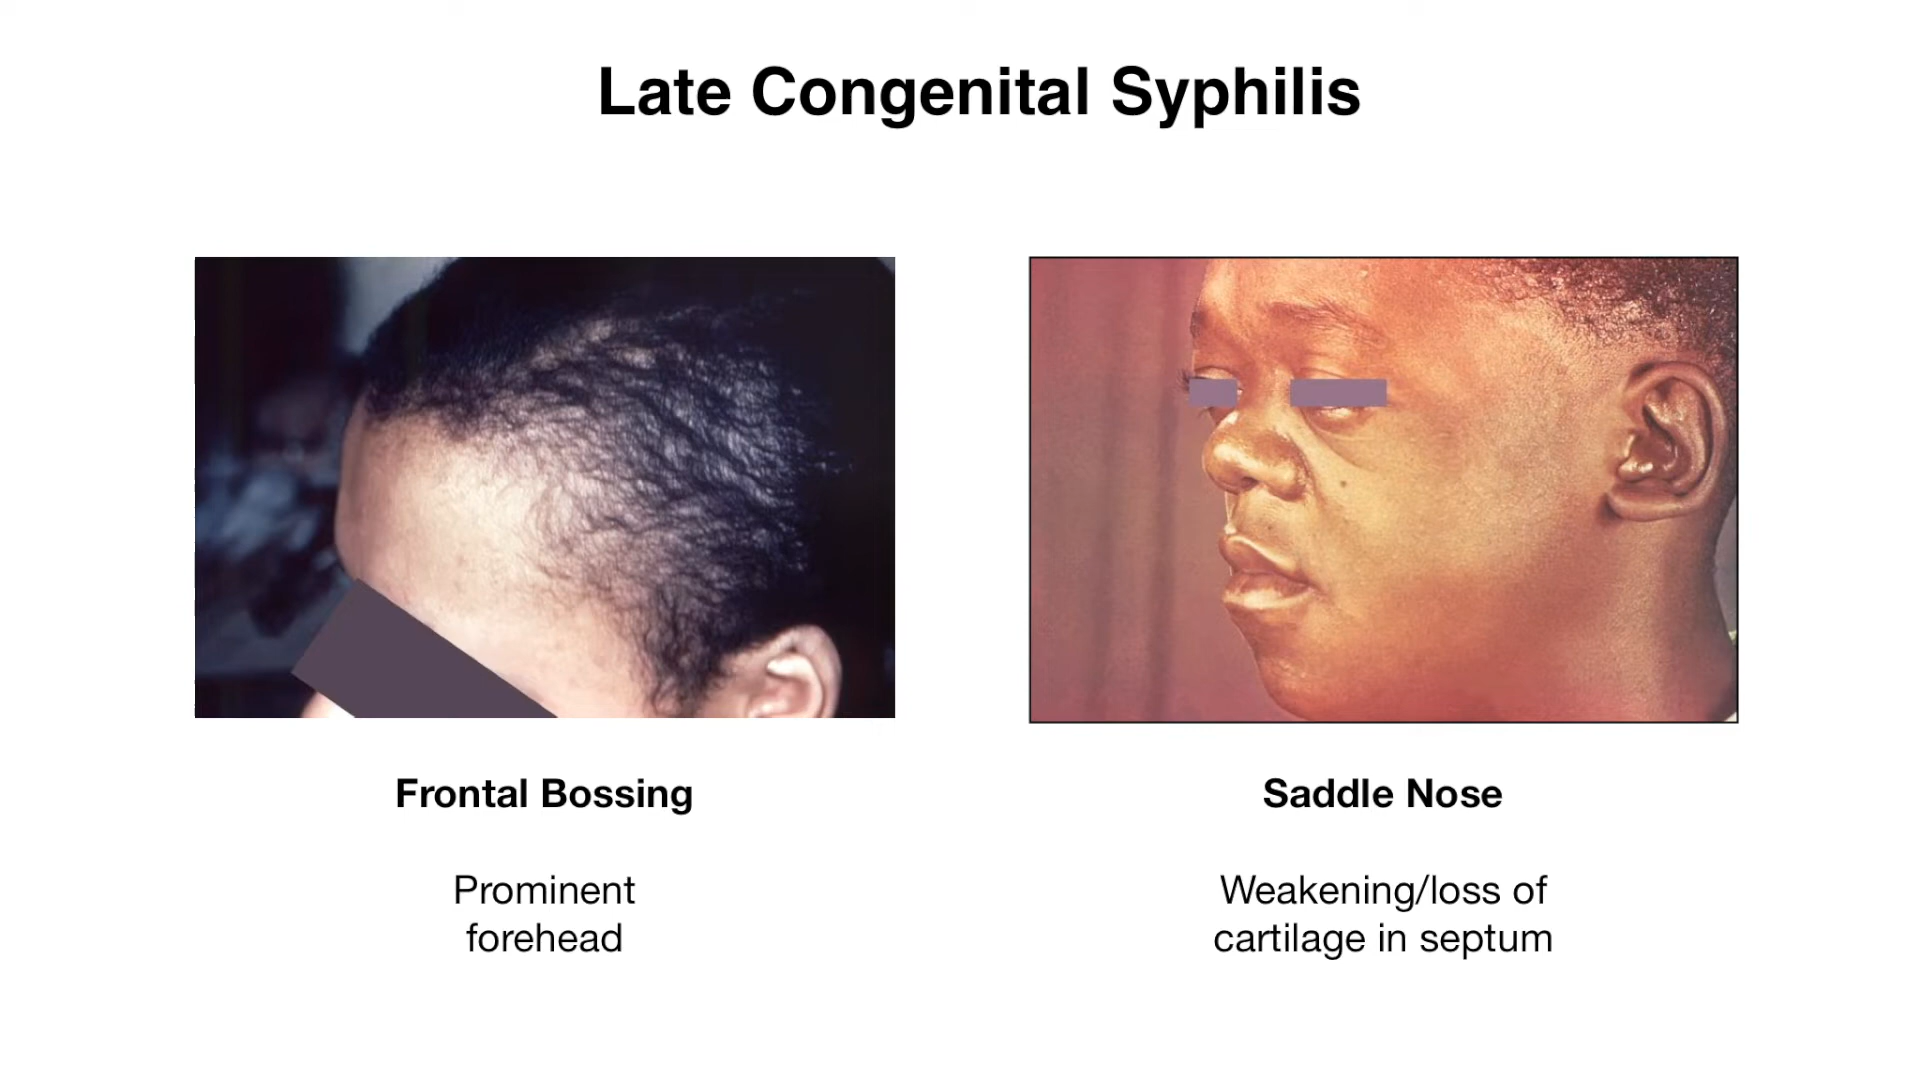 Late Congenital Syphilis
Frontal Bossing
Prominent
forehead
Saddle Nose
Weakening/loss of
cartilage in septum